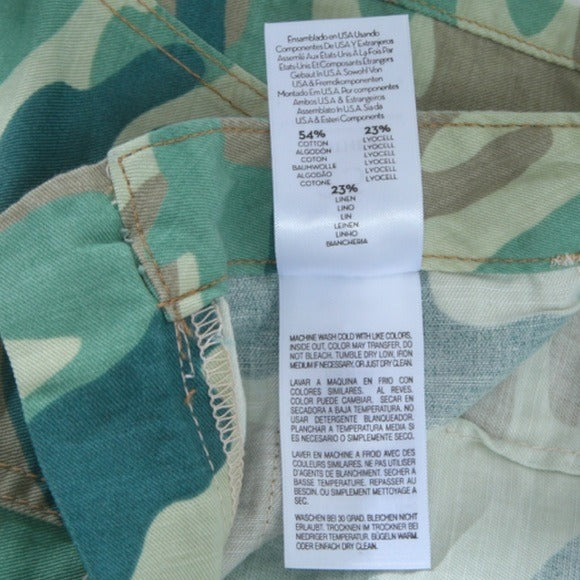 ENSAMBLADO EN USA USANDO
COMPONENTES DE USA Y EXTRANJEROS
ASSEMLÉ AUX ETATS-UNIS À LA FOIS D'
ETATS-UNIS ET COMPOSANTS ETRANGERS
GEBAUT IN U.S.A. SOWOHL VON
USA & FREMDKOMPONENTEN
MONTADO EM U.S.A. POR MEIO
AMBOS U.S.A & ESTRANGEIROS
ASSEMBLATO IN U.S.A. SIA DA
U.S.A & ESTERI COMPONENTS
54% 23%
COTTON LYOCELL
ALGODÓN LYOCELL
COTON LYOCELL
BAUMWOLLE LYOCELL
ALGODÃO LYOCELL
COTONE LYOCELL
23%
LINEN
LINO
LIN
LEINEN
LINHO
BIANCHERIA
MACHINE WASH COLD WITH LIKE COLORS,
INSIDE OUT, COLOR MAY TRANSFER, DO
NOT BLEACH. TUMBLE DRY LOW, IRON
MEDIUM IF NECESSARY, OR JUST DRY CLEAN.
LAVAR A MAQUINA EN FRIO CON
COLORES SIMILARES. AL REVES.
COLOR PUEDE CAMBIAR. SECAR EN
SECADORA A BAJA TEMPERATURA. NO
USAR DETERGENTE BLANQUEADOR.
PLANCHAR A TEMPERATURA MEDIA SI
ES NECESARIO O SIMPLEMENTE SECO.
LAVER EN MACHINE A FROID AVEC DES
COULEURS SIMILAIRES. NE PAS UTILISER
D'AGENTS DE BLANCHIMENT. SECHER A
BASSE TEMPERATURE. REPASSER AU
BESOIN. OU SIMPLEMENT NETTOYAGE A
SEC.
WASCHEN BEI 30 GRAD. BLEICHEN NICHT
ERLAUBT. TROCKNEN IM TROCKNER BEI
NIEDRIGER TEMPERATUR. BÜGELN WARM
ODER EINFACH DRY CLEAN.